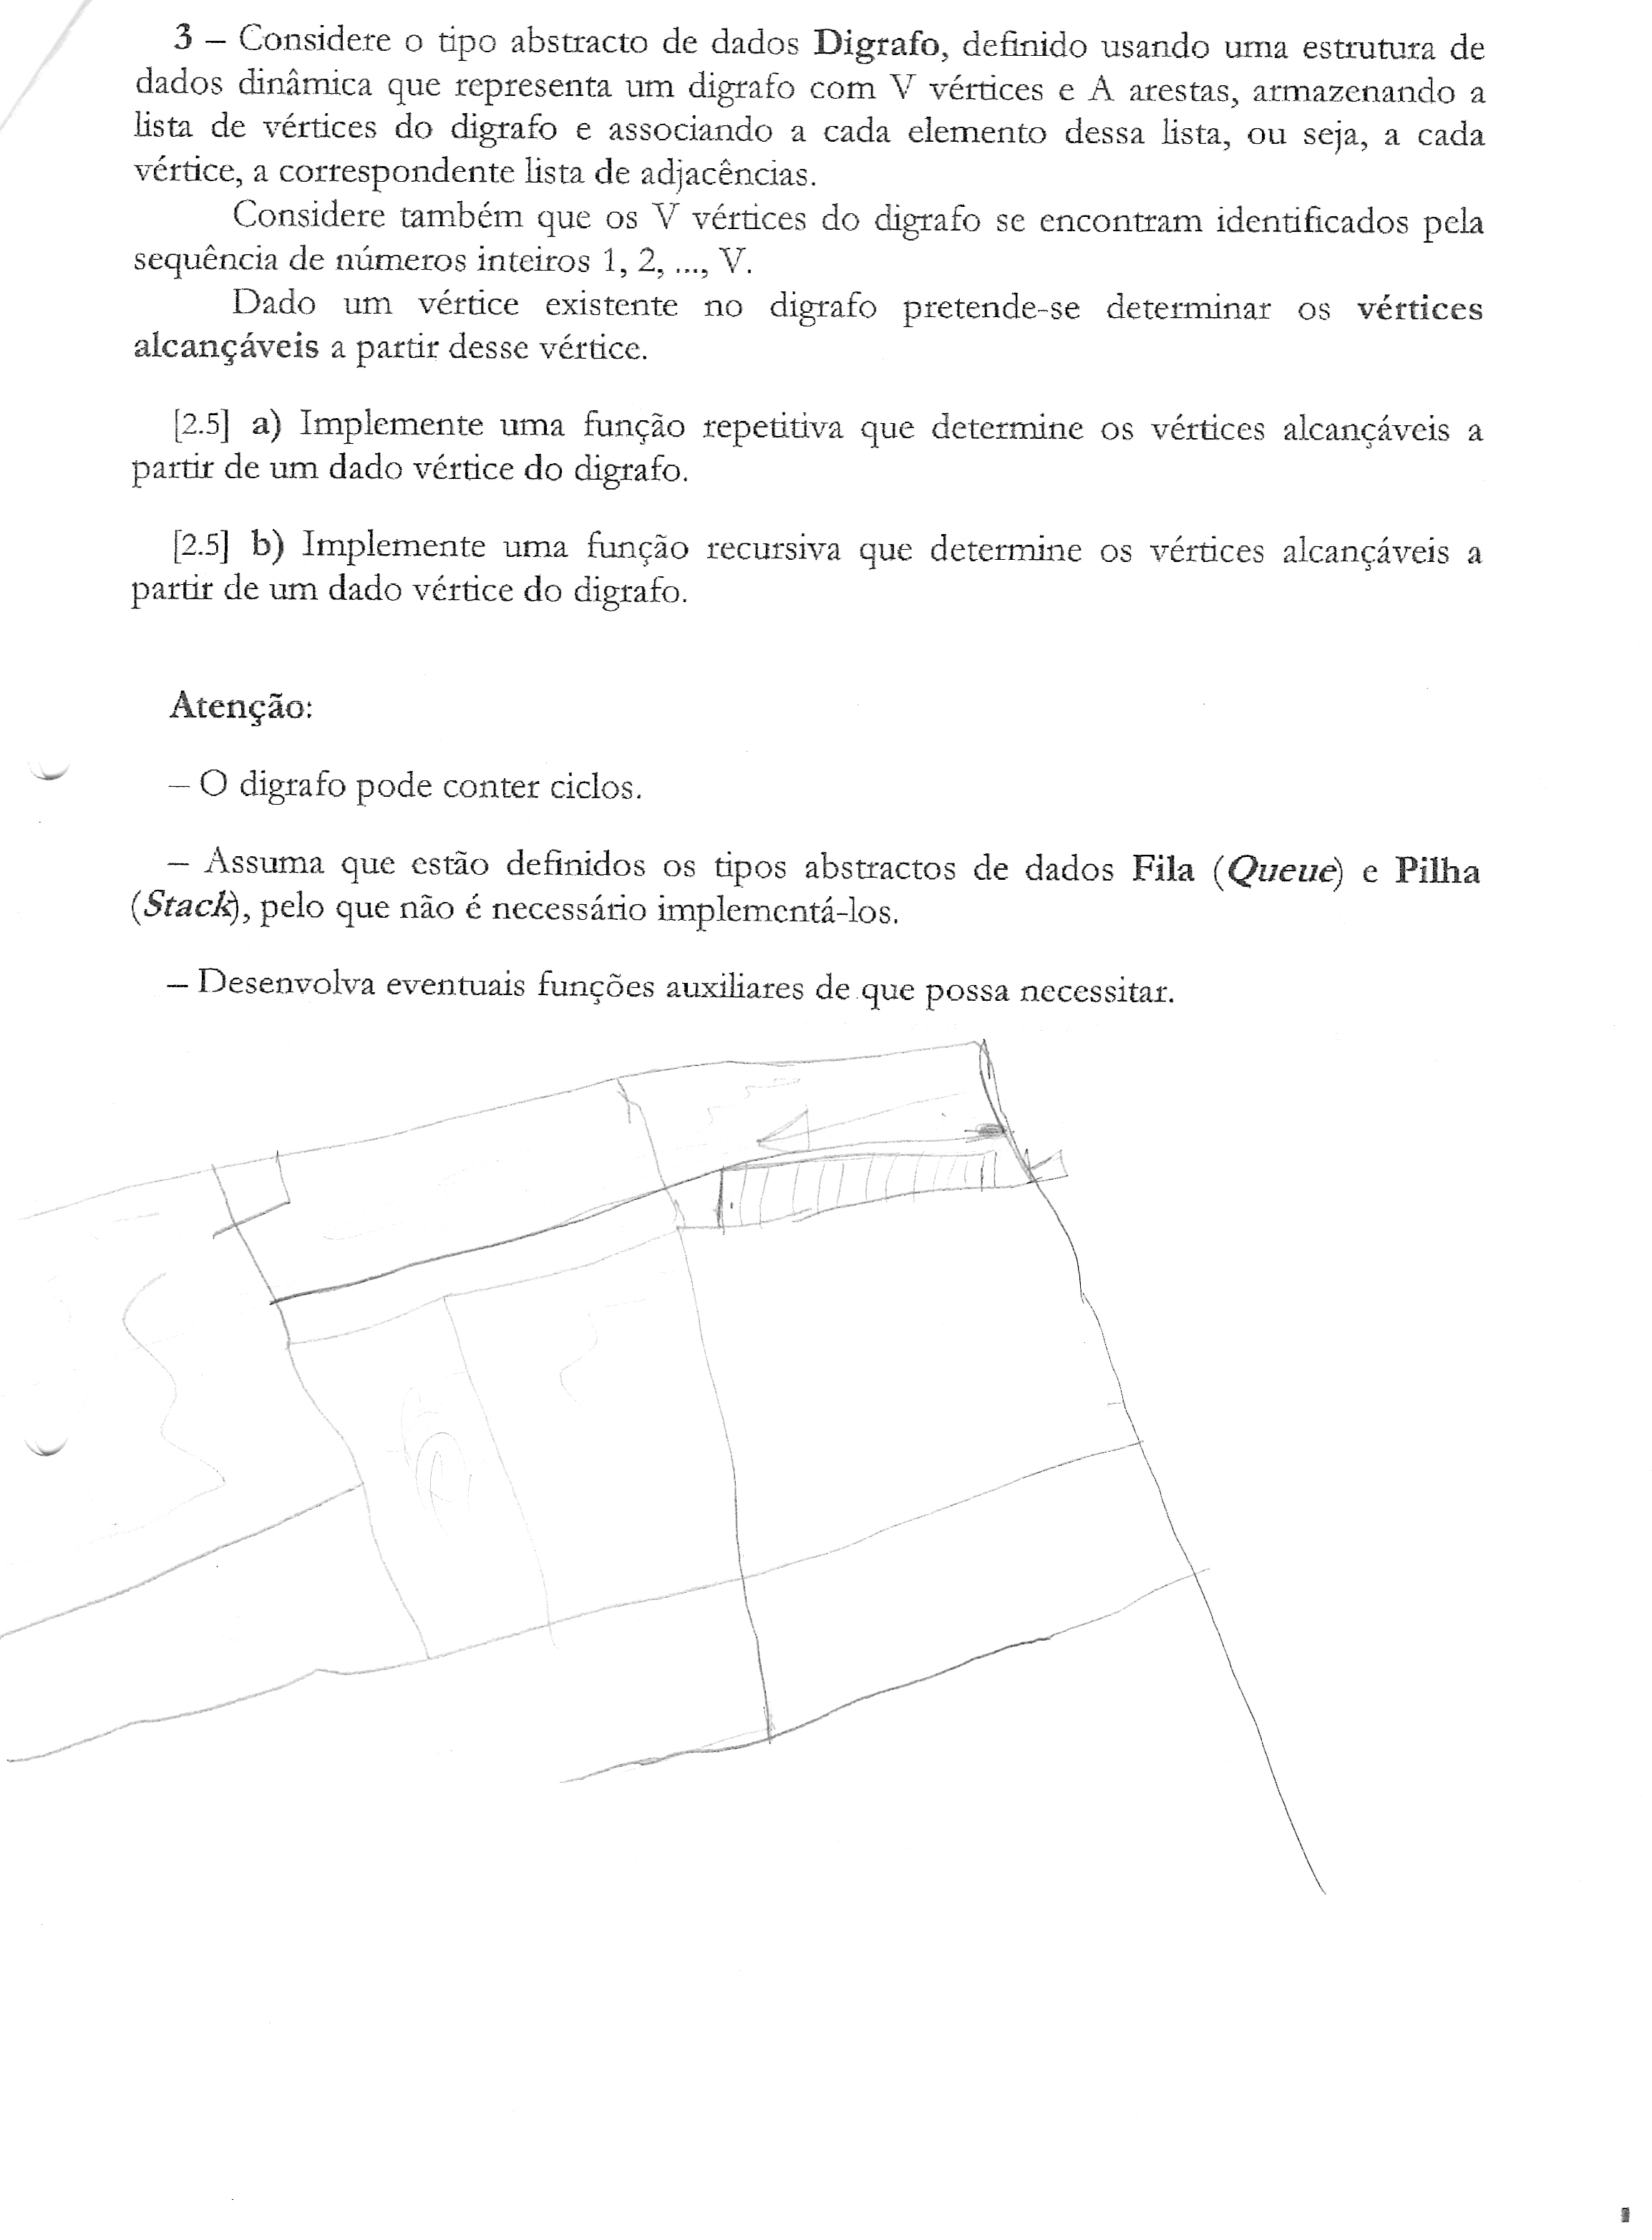 3 – Considere o tipo abstracto de dados Digrafo, definido usando uma estrutura de
dados dinâmica que representa um digrafo com V vértices e A arestas, armazenando a
lista de vértices do digrafo e associando a cada elemento dessa lista, ou seja, a cada
vértice, a correspondente lista de adjacências.
Considere também que os V vértices do digrafo se encontram identificados pela
sequência de números inteiros 1, 2, ..., V.
Dado um vértice existente no digrafo pretende-se determinar os vértices
alcançáveis a partir desse vértice.
[2.5] a) Implemente uma função repetitiva que determine os vértices alcançáveis a
partir de um dado vértice do digrafo.
[2.5] b) Implemente uma função recursiva que determine os vértices alcançáveis a
partir de um dado vértice do digrafo.
Atenção:
– O digrafo pode conter ciclos.
– Assuma que estão definidos os tipos abstractos de dados Fila (Queue) e Pilha
(Stack), pelo que não é necessário implementá-los.
– Desenvolva eventuais funções auxiliares de que possa necessitar.